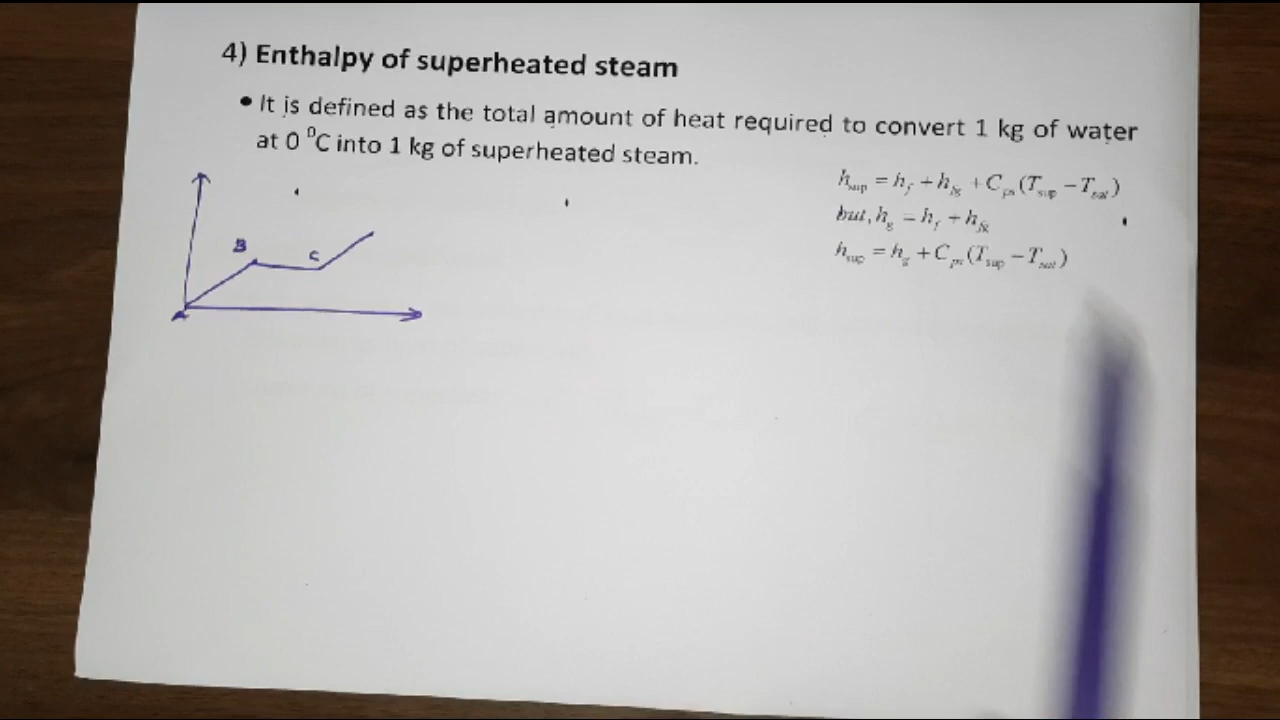 4) Enthalpy of superheated steam
• It is defined as the total amount of heat required to convert 1 kg of water
at 0 ⁰C into 1 kg of superheated steam.
h_sup = h_f + h_fg + C_ps (T_sup − T_sat)
but, h_g = h_f + h_fg
h_sup = h_g + C_ps (T_sup − T_sat)
B
C
A